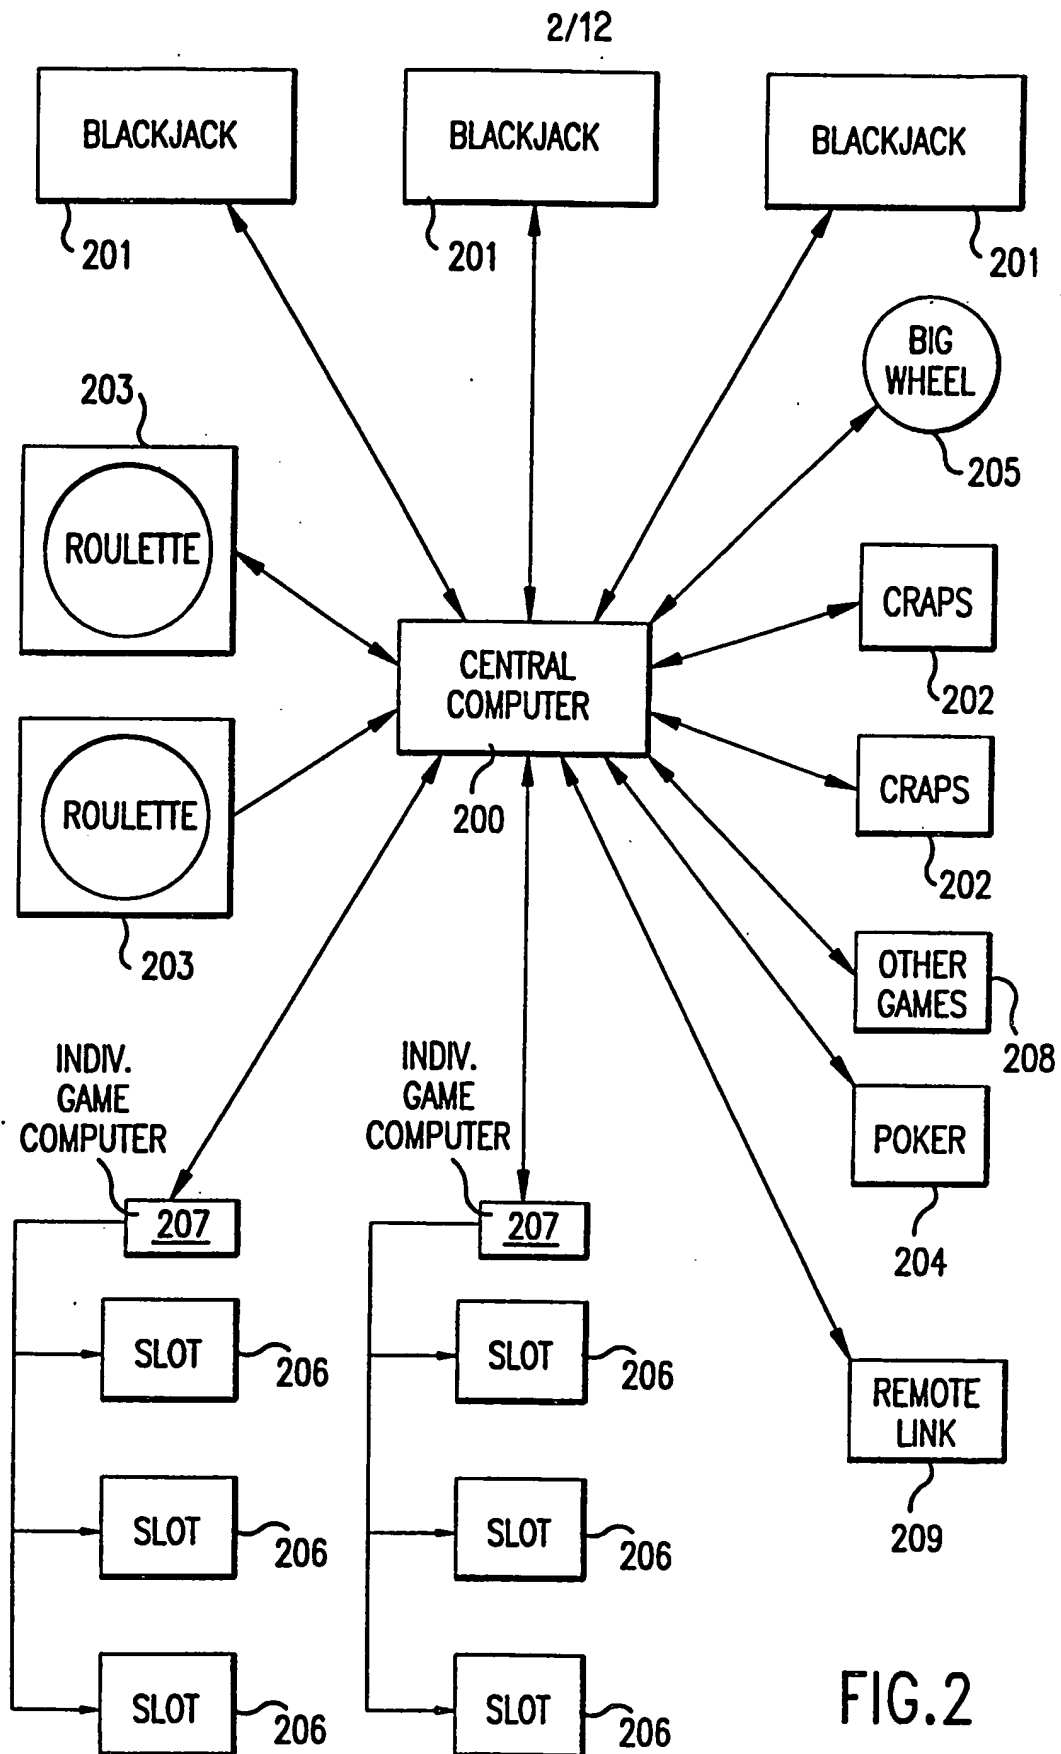 2/12
BLACKJACK
BLACKJACK
BLACKJACK
201
201
201
BIG
WHEEL
205
203
ROULETTE
CRAPS
202
CENTRAL
COMPUTER
200
ROULETTE
203
CRAPS
202
OTHER
GAMES
208
INDIV.
GAME
COMPUTER
207
INDIV.
GAME
COMPUTER
207
POKER
204
SLOT
206
SLOT
206
REMOTE
LINK
209
SLOT
206
SLOT
206
SLOT
206
SLOT
206
FIG.2